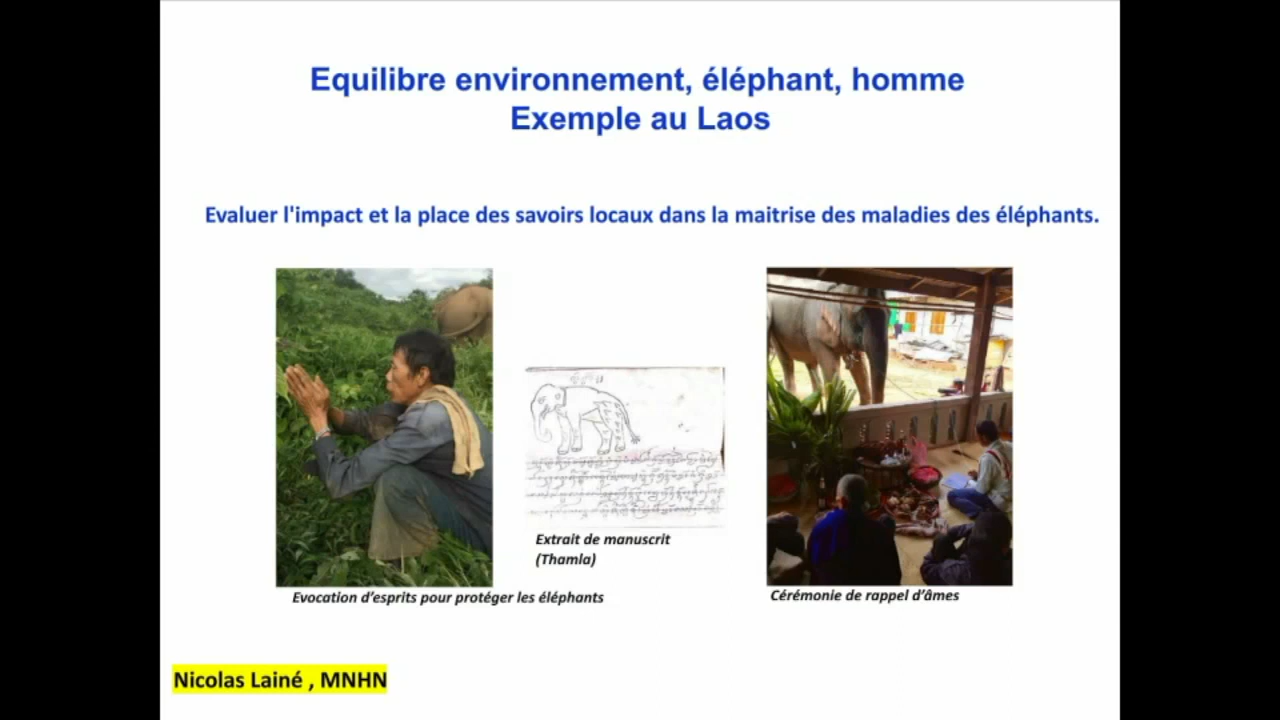 Equilibre environnement, éléphant, homme
Exemple au Laos
Evaluer l'impact et la place des savoirs locaux dans la maitrise des maladies des éléphants.
Extrait de manuscrit
(Thamla)
Evocation d’esprits pour protéger les éléphants
Cérémonie de rappel d’âmes
Nicolas Lainé , MNHN